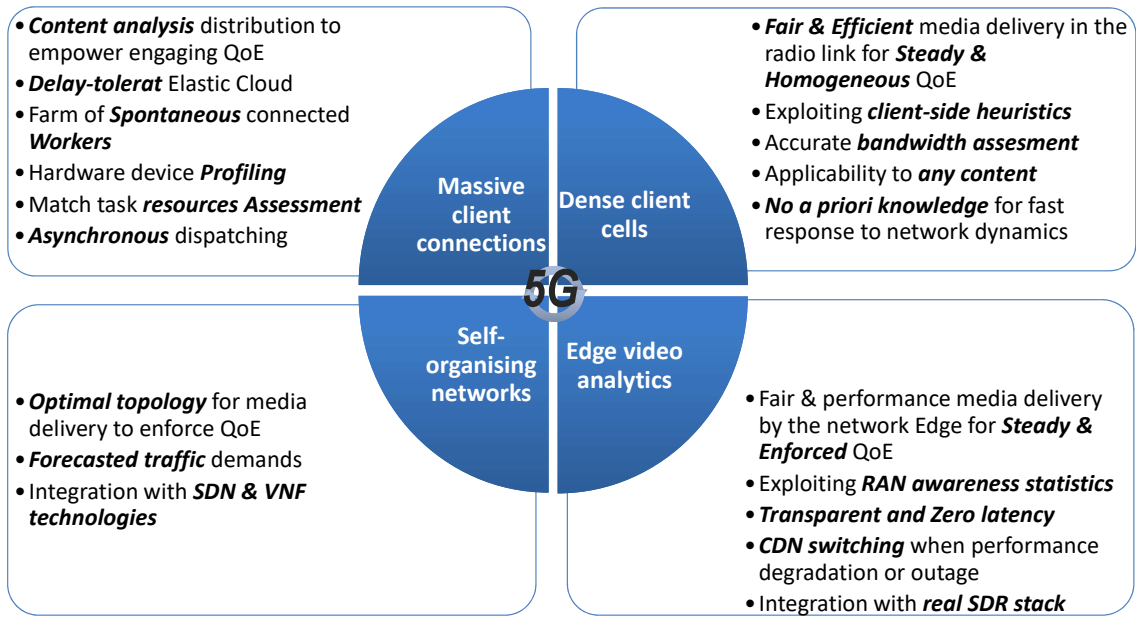 • Content analysis distribution to
empower engaging QoE
• Delay-tolerat Elastic Cloud
• Farm of Spontaneous connected
Workers
• Hardware device Profiling
• Match task resources Assessment
• Asynchronous dispatching
• Fair & Efficient media delivery in the
radio link for Steady &
Homogeneous QoE
• Exploiting client-side heuristics
• Accurate bandwidth assesment
• Applicability to any content
• No a priori knowledge for fast
response to network dynamics
Massive
client
connections
Dense client
cells
5G
Self-
organising
networks
Edge video
analytics
• Optimal topology for media
delivery to enforce QoE
• Forecasted traffic demands
• Integration with SDN & VNF
technologies
• Fair & performance media delivery
by the network Edge for Steady &
Enforced QoE
• Exploiting RAN awareness statistics
• Transparent and Zero latency
• CDN switching when performance
degradation or outage
• Integration with real SDR stack